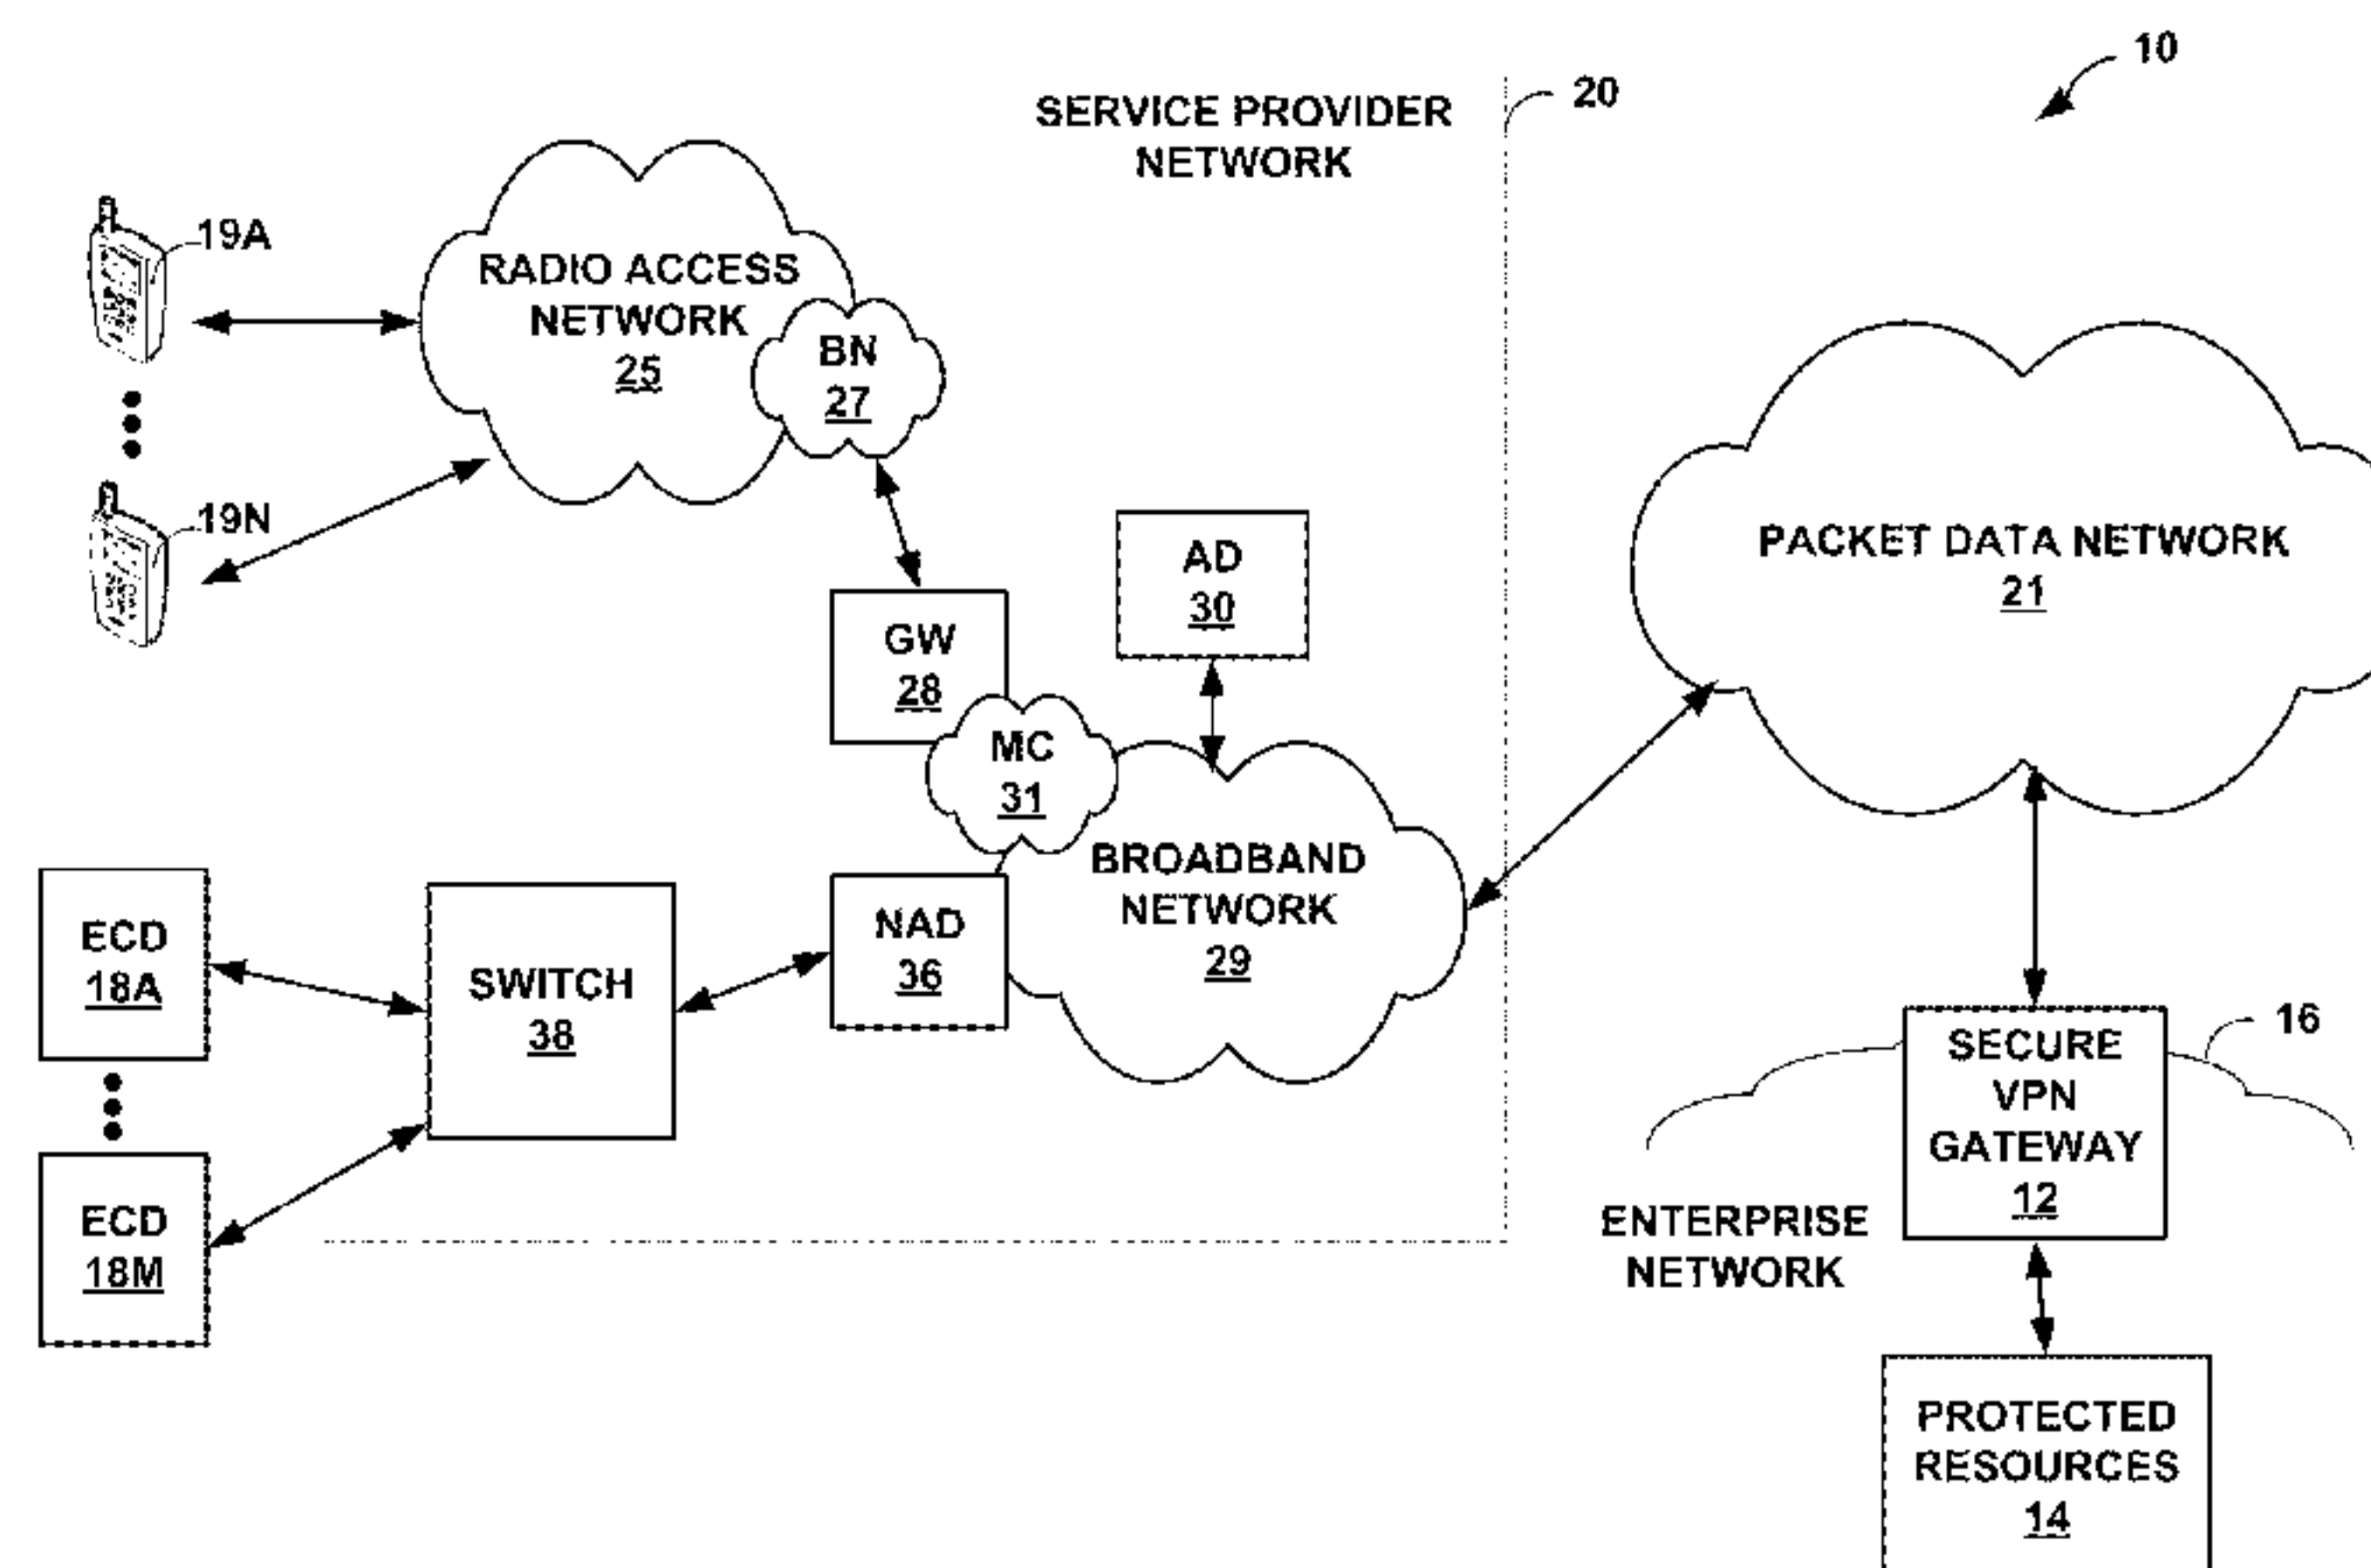 10
20
SERVICE PROVIDER
NETWORK
19A
RADIO ACCESS
NETWORK
25
BN
27
19N
AD
30
PACKET DATA NETWORK
21
GW
28
MC
31
BROADBAND
NETWORK
29
ECD
18A
SWITCH
38
NAD
36
ECD
18M
16
SECURE
VPN
GATEWAY
12
ENTERPRISE
NETWORK
PROTECTED
RESOURCES
14